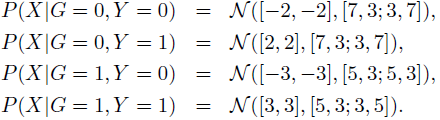 P(X|G = 0, Y = 0) = 𝒩([−2, −2], [7, 3; 3, 7]),
P(X|G = 0, Y = 1) = 𝒩([2, 2], [7, 3; 3, 7]),
P(X|G = 1, Y = 0) = 𝒩([−3, −3], [5, 3; 5, 3]),
P(X|G = 1, Y = 1) = 𝒩([3, 3], [5, 3; 3, 5]).